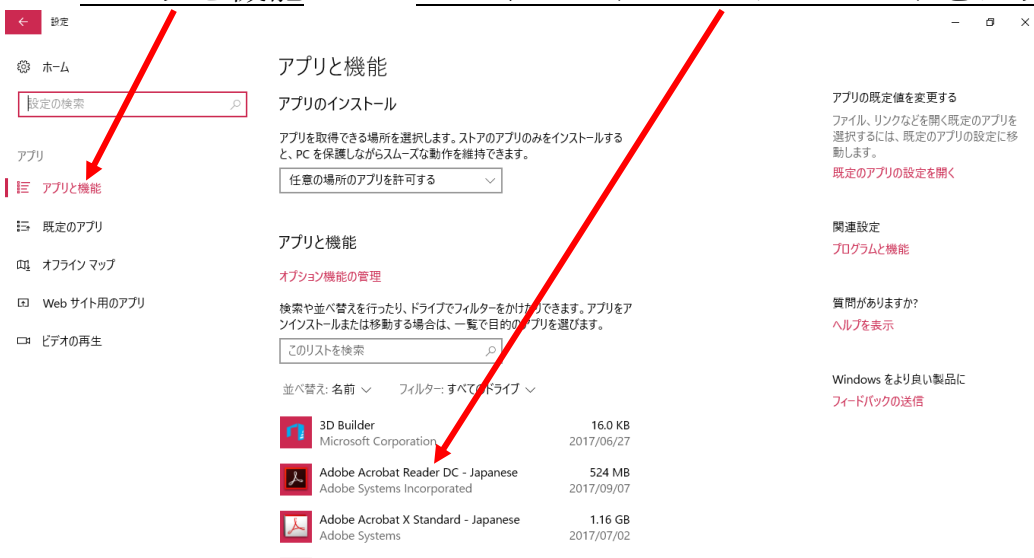 設定
ホーム
設定の検索
アプリ
アプリと機能
既定のアプリ
オフライン マップ
Web サイト用のアプリ
ビデオの再生
アプリと機能
アプリのインストール
アプリを取得できる場所を選択します。ストアのアプリのみをインストールする
と、PC を保護しながらスムーズな動作を維持できます。
任意の場所のアプリを許可する
アプリと機能
オプション機能の管理
検索や並べ替えを行ったり、ドライブでフィルターをかけたりできます。アプリをア
ンインストールまたは移動する場合は、一覧で目的のアプリを選びます。
このリストを検索
並べ替え: 名前 フィルター: すべてのドライブ
3D Builder 16.0 KB
Microsoft Corporation 2017/06/27
Adobe Acrobat Reader DC - Japanese 524 MB
Adobe Systems Incorporated 2017/09/07
Adobe Acrobat X Standard - Japanese 1.16 GB
Adobe Systems 2017/07/02
アプリの既定値を変更する
ファイル、リンクなどを開く既定のアプリを
選択するには、既定のアプリの設定に移
動します。
既定のアプリの設定を開く
関連設定
プログラムと機能
質問がありますか?
ヘルプを表示
Windows をより良い製品に
フィードバックの送信